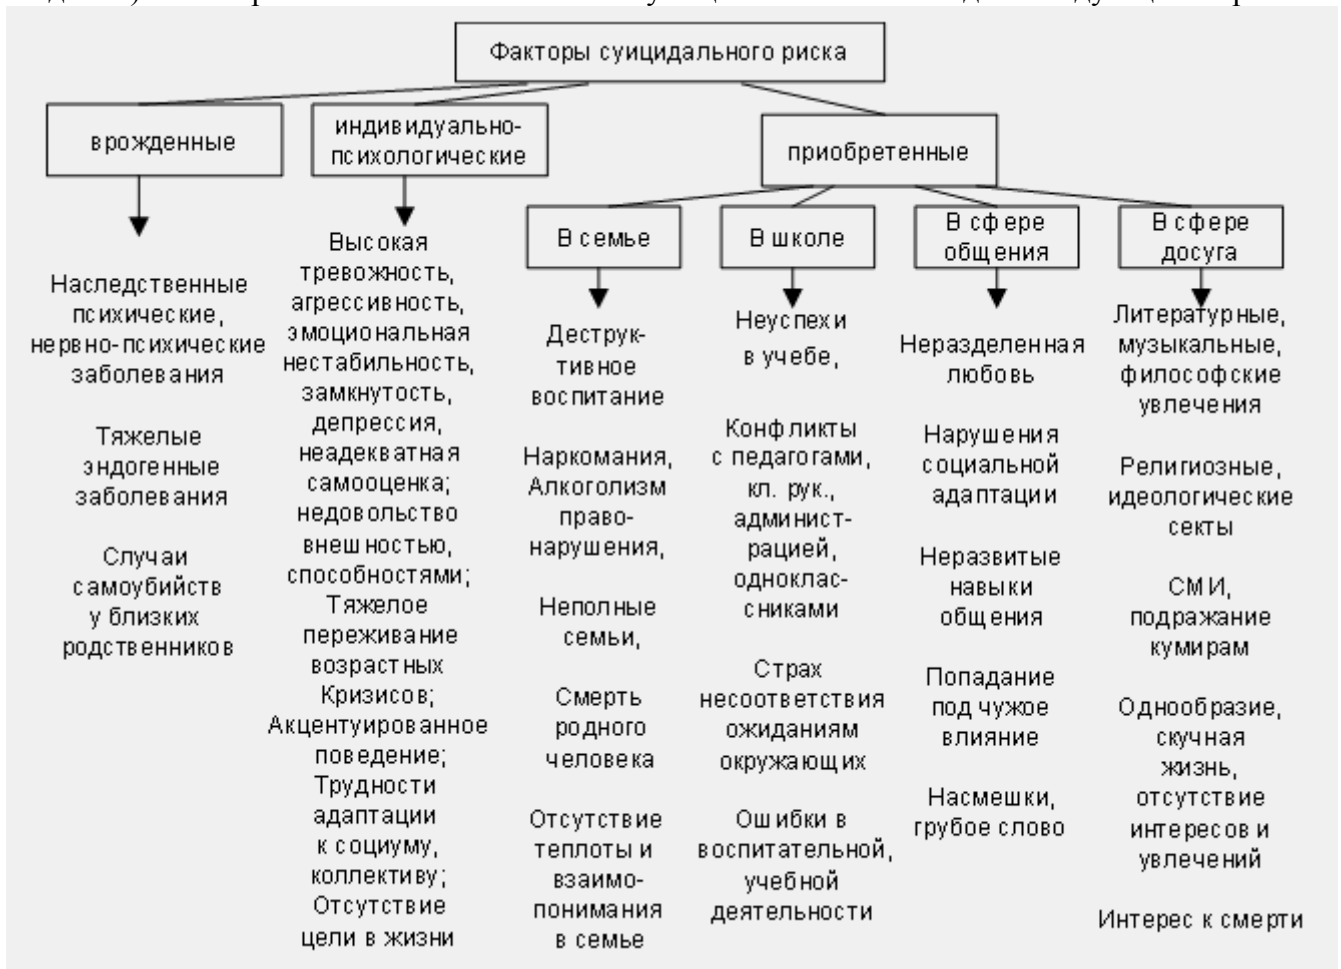 Факторы суицидального риска
врожденные
индивидуально-
психологические
приобретенные
В семье
В школе
В сфере
общения
В сфере
досуга
Наследственные
психические,
нервно-психические
заболевания
Тяжелые
эндогенные
заболевания
Случаи
самоубийств
у близких
родственников
Высокая
тревожность,
агрессивность,
эмоциональная
нестабильность,
замкнутость,
депрессия,
неадекватная
самооценка;
недовольство
внешностью,
способностями;
Тяжелое
переживание
возрастных
Кризисов;
Акцентуированное
поведение;
Трудности
адаптации
к социуму,
коллективу;
Отсутствие
цели в жизни
Деструк-
тивное
воспитание
Наркомания,
Алкоголизм
право-
нарушения,
Неполные
семьи,
Смерть
родного
человека
Отсутствие
теплоты и
взаимо-
понимания
в семье
Неуспехи
в учебе,
Конфликты
с педагогами,
кл. рук.,
админист-
рацией,
однокла­с-
сниками
Страх
несоответствия
ожиданиям
окружающих
Ошибки в
воспитательной,
учебной
деятельности
Неразделенная
любовь
Нарушения
социальной
адаптации
Неразвитые
навыки
общения
Попадание
под чужое
влияние
Насмешки,
грубое слово
Литературные,
музыкальные,
философские
увлечения
Религиозные,
идеологические
секты
СМИ,
подражание
кумирам
Однообразие,
скучная
жизнь,
отсутствие
интересов и
увлечений
Интерес к смерти